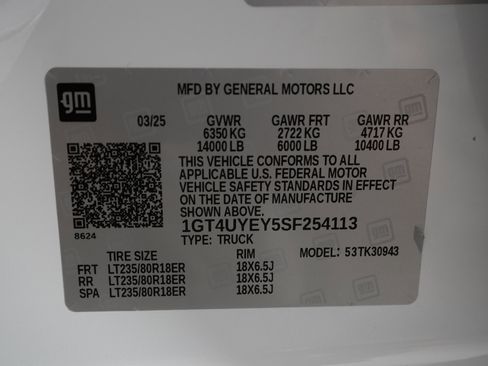 gm
MFD BY GENERAL MOTORS LLC
03/25 GVWR GAWR FRT GAWR RR
6350 KG 2722 KG 4717 KG
14000 LB 6000 LB 10400 LB
THIS VEHICLE CONFORMS TO ALL
APPLICABLE U.S. FEDERAL MOTOR
VEHICLE SAFETY STANDARDS IN EFFECT
ON THE DATE OF MANUFACTURE
SHOWN ABOVE.
1GT4UYEY5SF254113
8624
TYPE: TRUCK
TIRE SIZE RIM MODEL: 53TK30943
FRT LT235/80R18ER 18X6.5J
RR LT235/80R18ER 18X6.5J
SPA LT235/80R18ER 18X6.5J